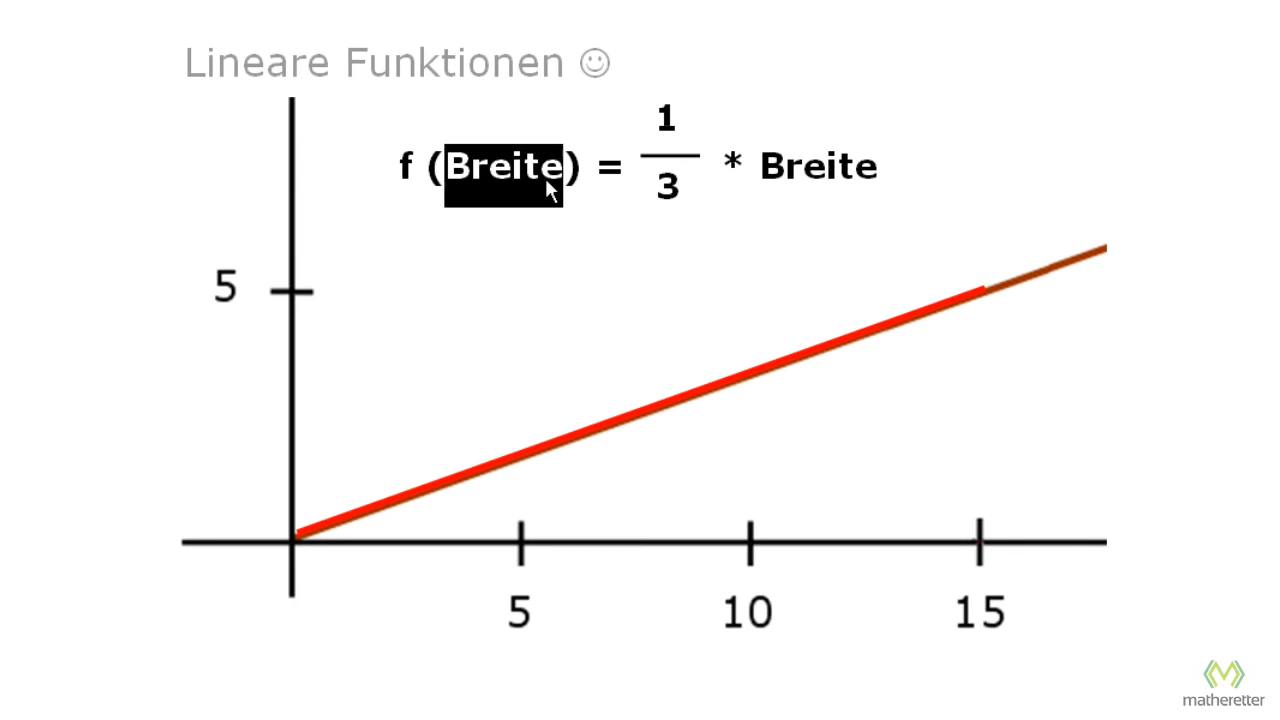 Lineare Funktionen ☺
f (Breite) = 1/3 * Breite
5
5 10 15
matheretter